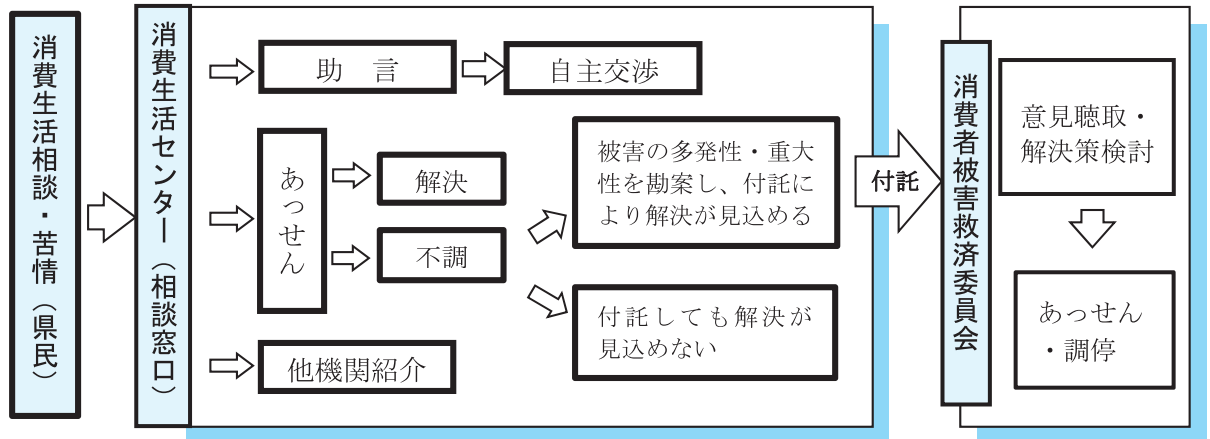 消費生活相談・苦情（県民）
消費生活センター（相談窓口）
助　言
自主交渉
あっせん
解決
不調
被害の多発性・重大
性を勘案し、付託に
より解決が見込める
付託しても解決が
見込めない
他機関紹介
付託
消費者被害救済委員会
意見聴取・
解決策検討
あっせん
・調停